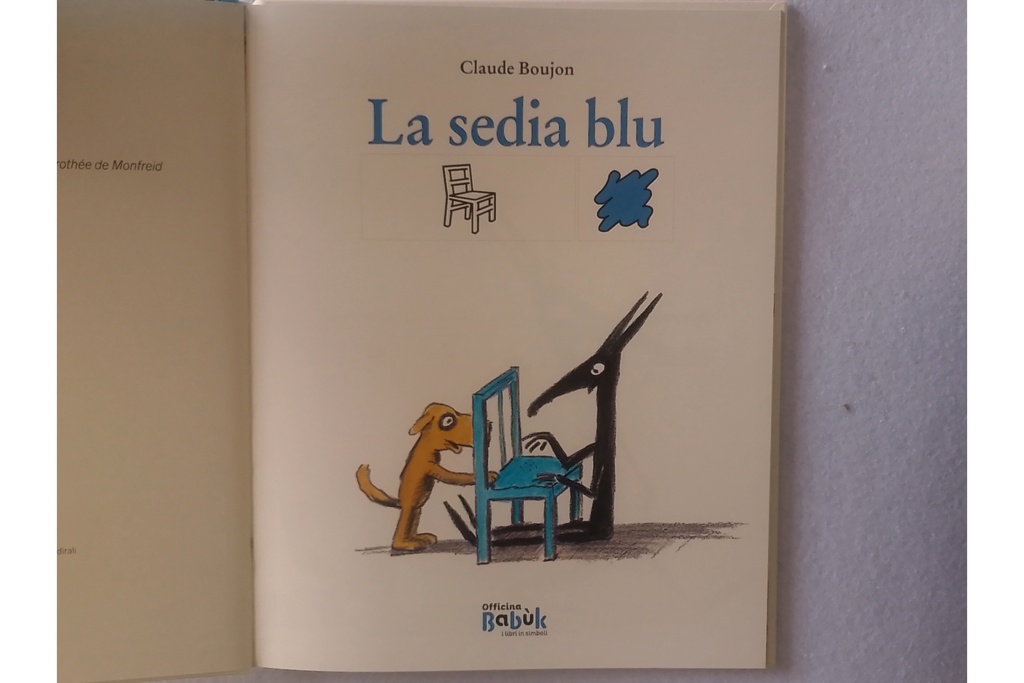 rothée de Monfreid
Claude Boujon
La sedia blu
Officina
Babùk
i libri in simboli